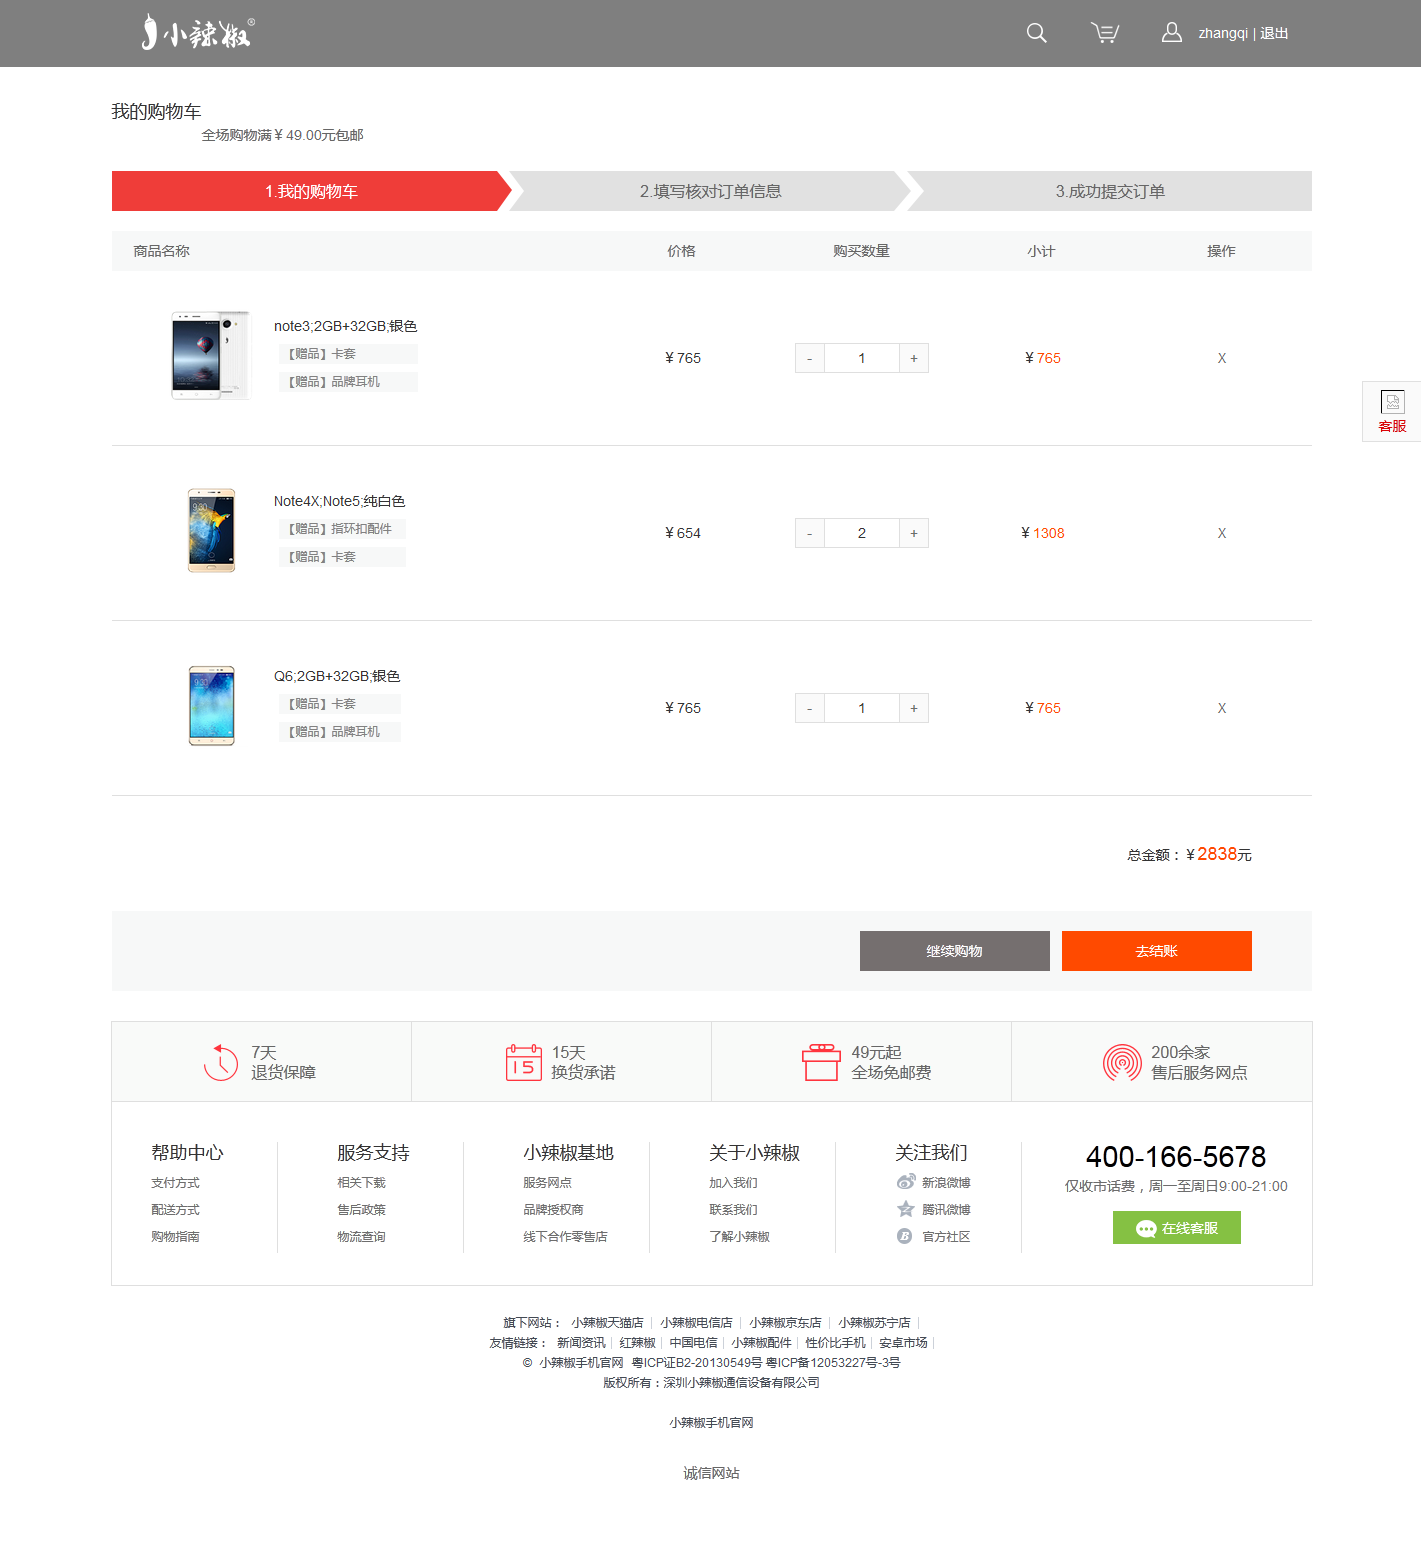 小辣椒®
zhangqi | 退出
我的购物车
全场购物满￥49.00元包邮
1.我的购物车 2.填写核对订单信息 3.成功提交订单
商品名称 价格 购买数量 小计 操作
note3;2GB+32GB;银色
【赠品】卡套
【赠品】品牌耳机
￥765 - 1 + ￥765 X
Note4X;Note5;纯白色
【赠品】指环扣配件
【赠品】卡套
￥654 - 2 + ￥1308 X
Q6;2GB+32GB;银色
【赠品】卡套
【赠品】品牌耳机
￥765 - 1 + ￥765 X
客服
总金额：￥2838元
继续购物 去结账
7天
退货保障
15天
换货承诺
49元起
全场免邮费
200余家
售后服务网点
帮助中心
支付方式
配送方式
购物指南
服务支持
相关下载
售后政策
物流查询
小辣椒基地
服务网点
品牌授权商
线下合作零售店
关于小辣椒
加入我们
联系我们
了解小辣椒
关注我们
新浪微博
腾讯微博
官方社区
400-166-5678
仅收市话费，周一至周日9:00-21:00
在线客服
旗下网站： 小辣椒天猫店 | 小辣椒电信店 | 小辣椒京东店 | 小辣椒苏宁店 |
友情链接： 新闻资讯 | 红辣椒 | 中国电信 | 小辣椒配件 | 性价比手机 | 安卓市场 |
© 小辣椒手机官网 粤ICP证B2-20130549号 粤ICP备12053227号-3号
版权所有：深圳小辣椒通信设备有限公司
小辣椒手机官网
诚信网站